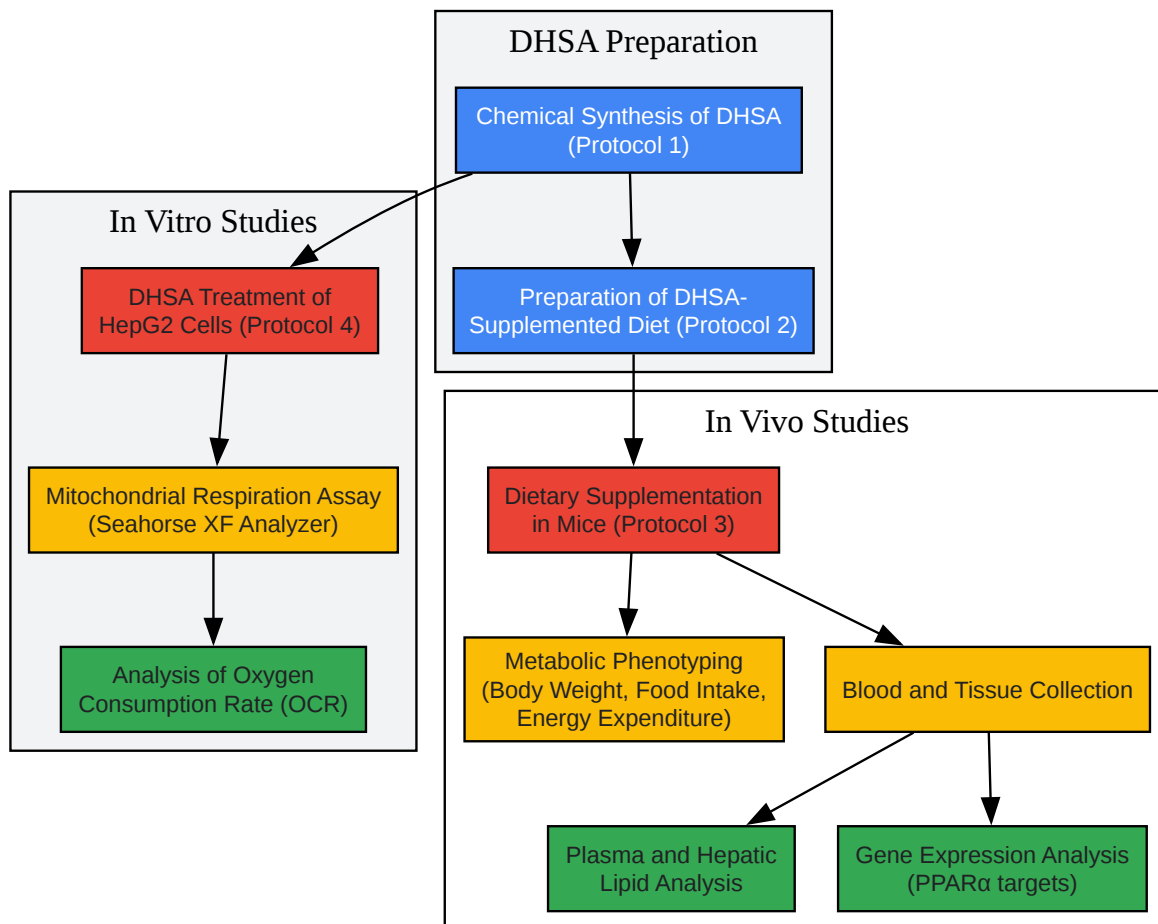 DHSA Preparation
Chemical Synthesis of DHSA
(Protocol 1)
Preparation of DHSA-
Supplemented Diet (Protocol 2)
In Vitro Studies
DHSA Treatment of
HepG2 Cells (Protocol 4)
Mitochondrial Respiration Assay
(Seahorse XF Analyzer)
Analysis of Oxygen
Consumption Rate (OCR)
In Vivo Studies
Dietary Supplementation
in Mice (Protocol 3)
Metabolic Phenotyping
(Body Weight, Food Intake,
Energy Expenditure)
Blood and Tissue Collection
Plasma and Hepatic
Lipid Analysis
Gene Expression Analysis
(PPARα targets)